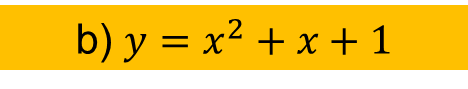 b) y = x² + x + 1